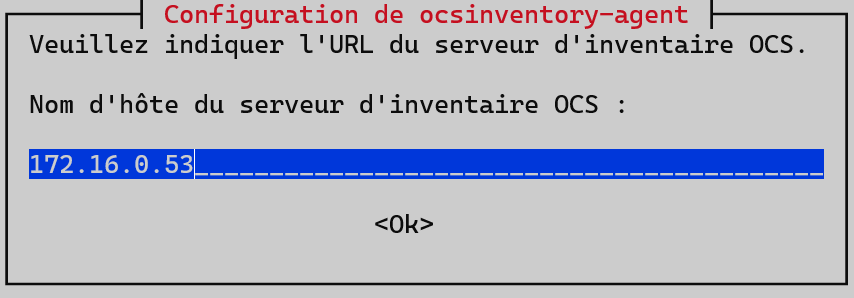 Configuration de ocsinventory-agent
Veuillez indiquer l'URL du serveur d'inventaire OCS.
Nom d'hôte du serveur d'inventaire OCS :
172.16.0.53__________________________________________
<Ok>